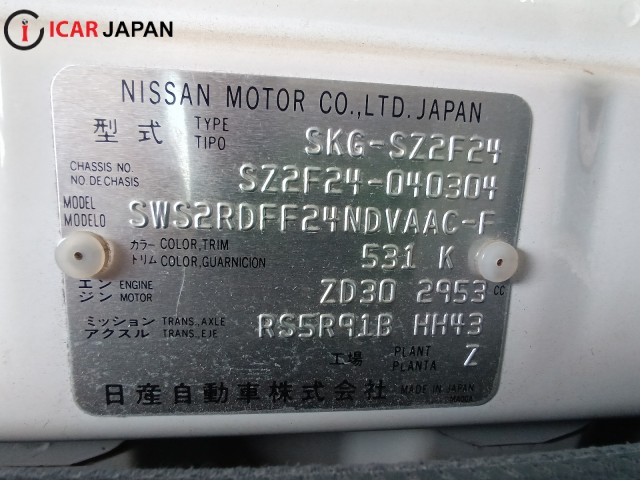 ICAR JAPAN
NISSAN MOTOR CO.,LTD. JAPAN
型式 TYPE TIPO SKG-SZ2F24
CHASSIS NO. NO. DE CHASIS SZ2F24-040304
MODEL MODELO SWS2RDFF24NDVAAC-F
カラー COLOR, TRIM
トリム COLOR, GUARNICION 531 K
エンジン ENGINE MOTOR ZD30 2953 CC
ミッション TRANS., AXLE
アクスル TRANS., EJE RS5R91B HH43
工場 PLANT PLANTA Z
日産自動車株式会社 MADE IN JAPAN